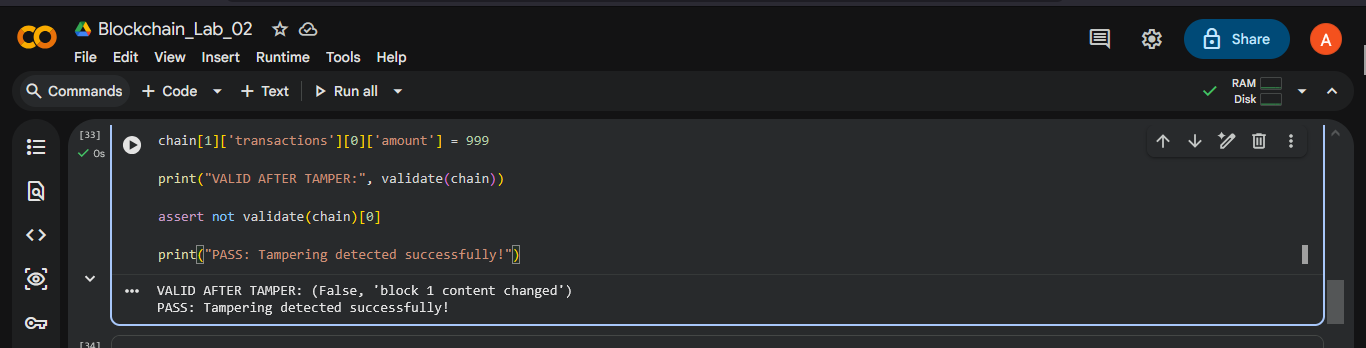 Blockchain_Lab_02
File Edit View Insert Runtime Tools Help
Share
A
Commands + Code + Text Run all
RAM
Disk
[33]
0s
chain[1]['transactions'][0]['amount'] = 999
print("VALID AFTER TAMPER:", validate(chain))
assert not validate(chain)[0]
print("PASS: Tampering detected successfully!")
VALID AFTER TAMPER: (False, 'block 1 content changed')
PASS: Tampering detected successfully!
[34]